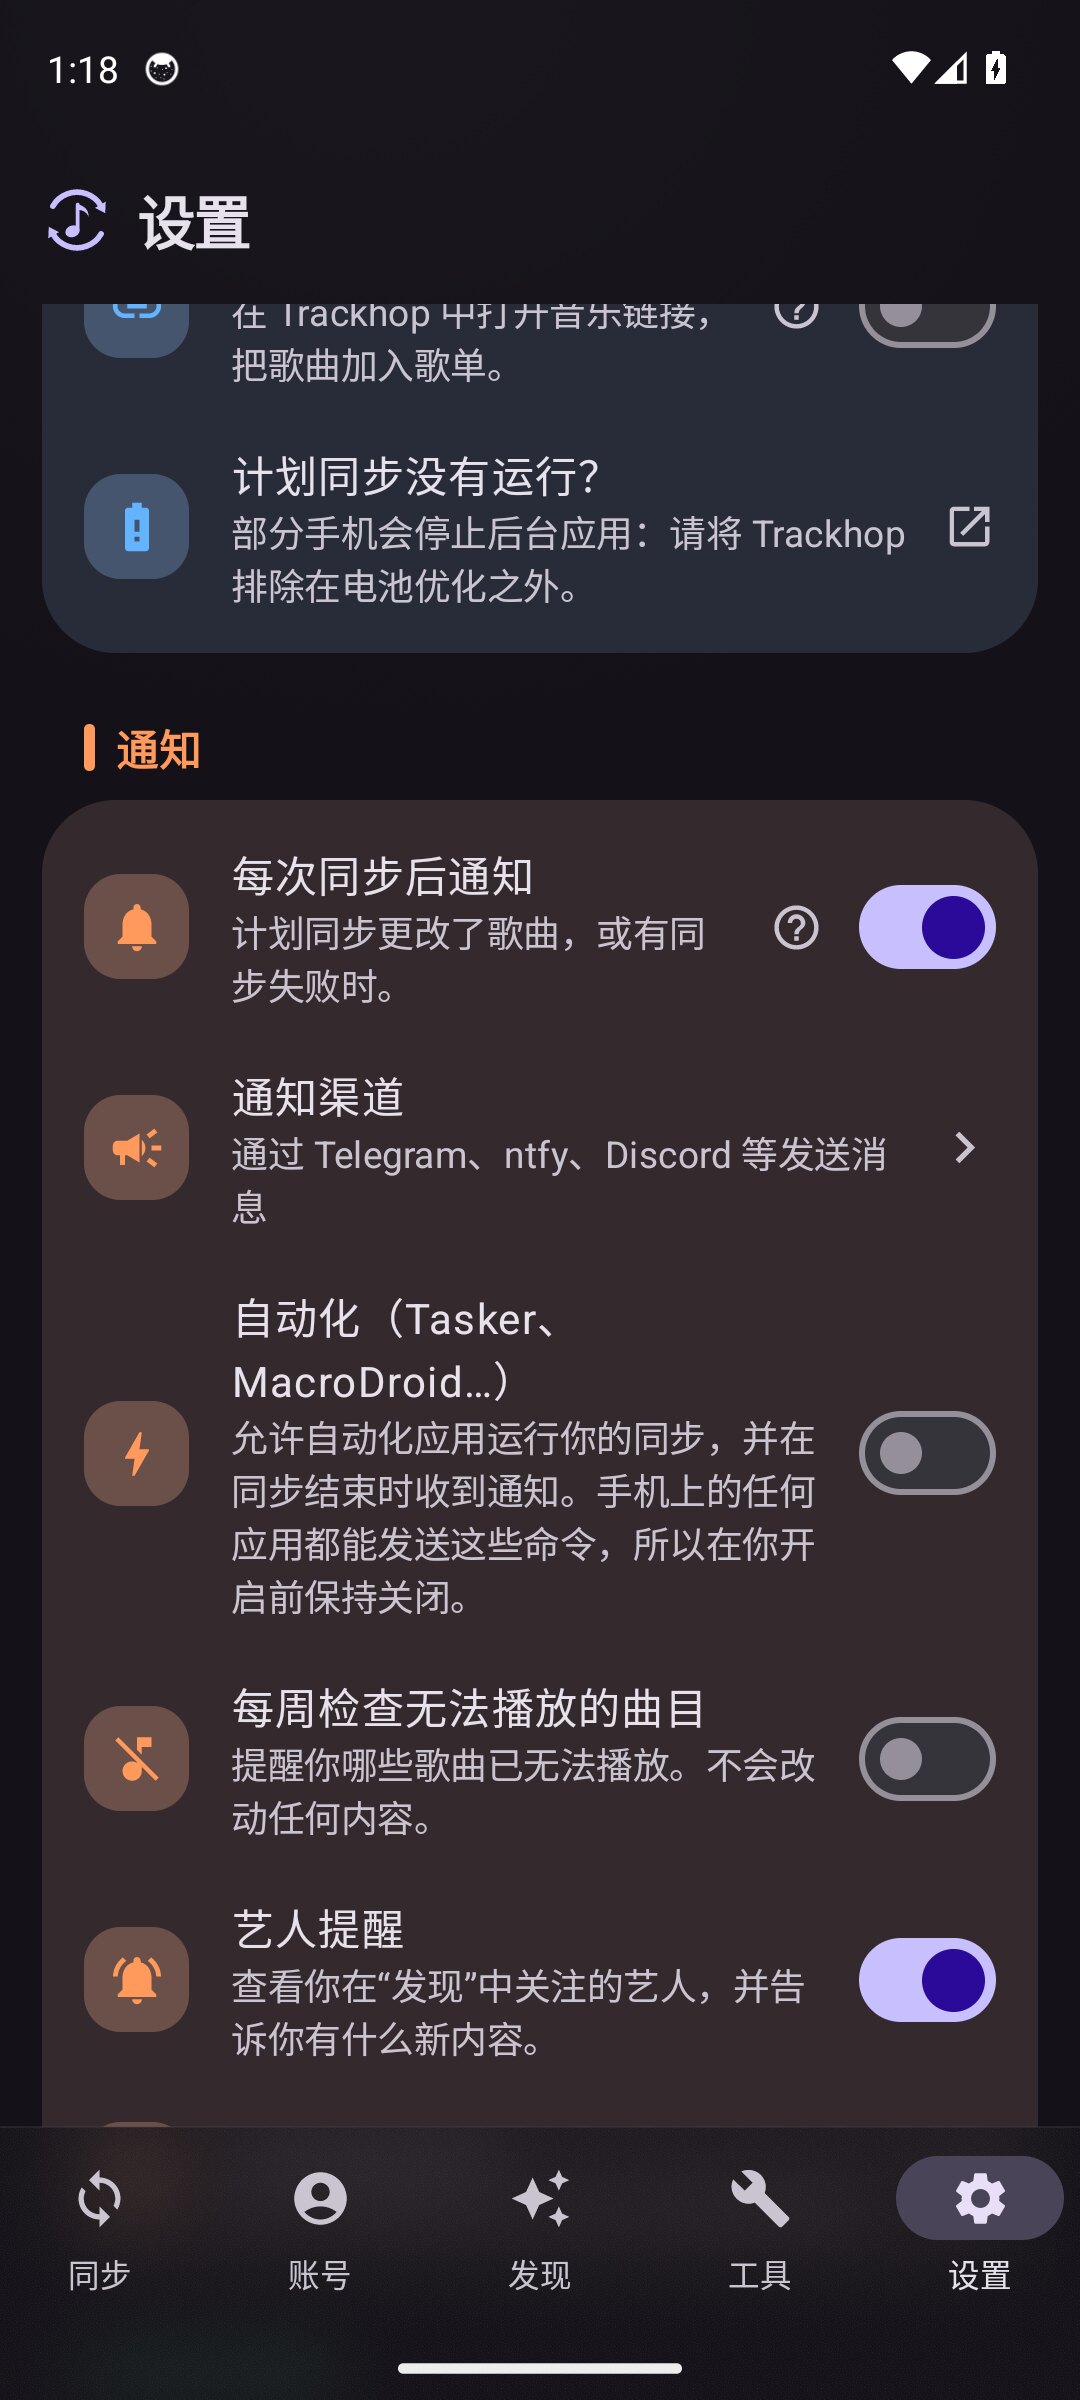 1:18
设置
在 Trackhop 中打开音乐链接，
把歌曲加入歌单。
计划同步没有运行？
部分手机会停止后台应用：请将 Trackhop
排除在电池优化之外。
通知
每次同步后通知
计划同步更改了歌曲，或有同
步失败时。
通知渠道
通过 Telegram、ntfy、Discord 等发送消
息
自动化（Tasker、
MacroDroid…）
允许自动化应用运行你的同步，并在
同步结束时收到通知。手机上的任何
应用都能发送这些命令，所以在你开
启前保持关闭。
每周检查无法播放的曲目
提醒你哪些歌曲已无法播放。不会改
动任何内容。
艺人提醒
查看你在“发现”中关注的艺人，并告
诉你有什么新内容。
同步
账号
发现
工具
设置